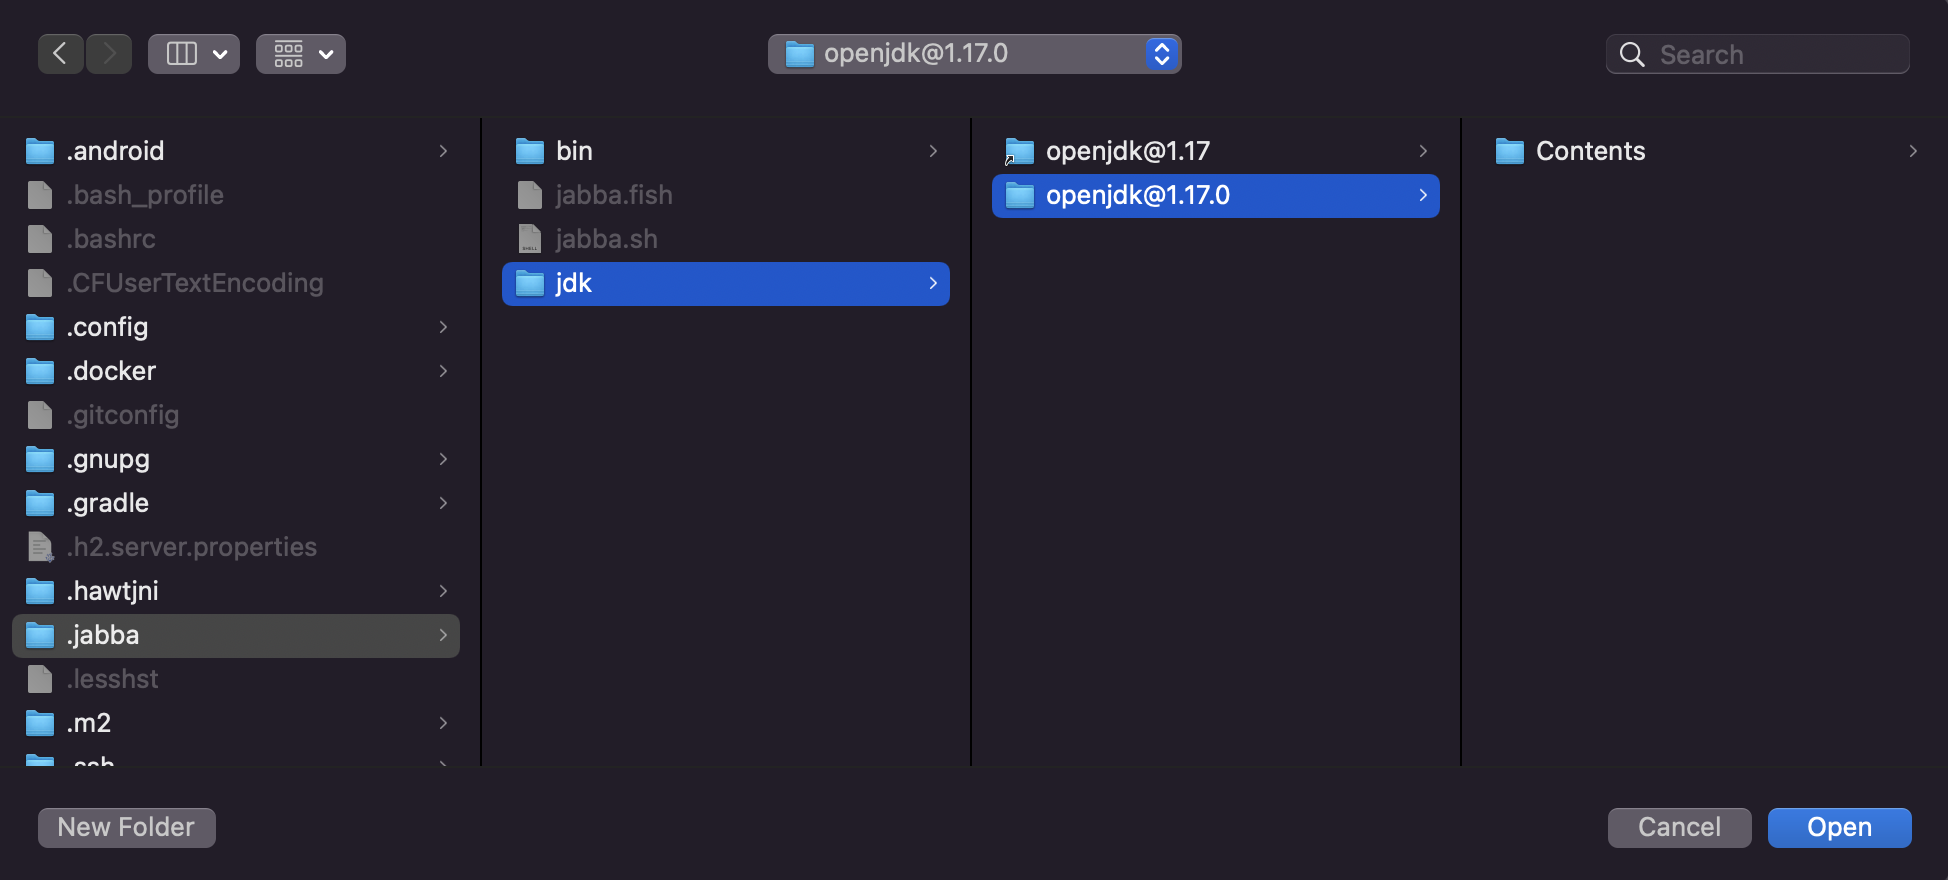 openjdk@1.17.0
Search
.android
.bash_profile
.bashrc
.CFUserTextEncoding
.config
.docker
.gitconfig
.gnupg
.gradle
.h2.server.properties
.hawtjni
.jabba
.lesshst
.m2
bin
jabba.fish
jabba.sh
jdk
openjdk@1.17
openjdk@1.17.0
Contents
New Folder
Cancel
Open